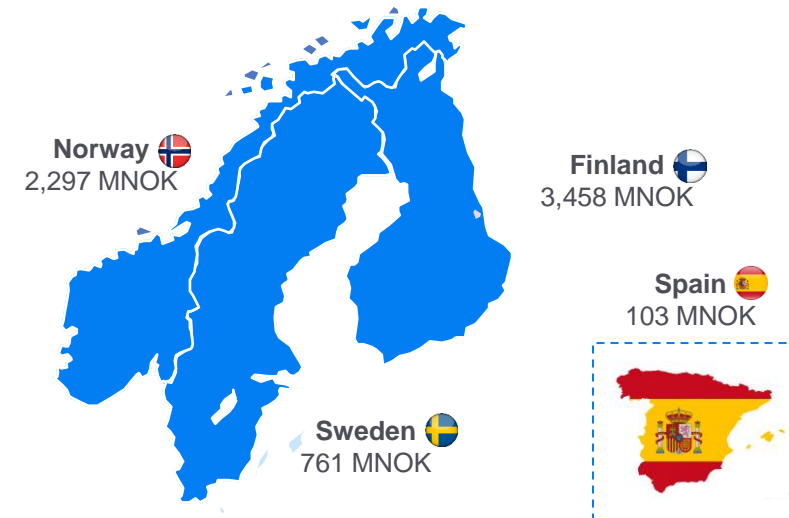 Norway
2,297 MNOK
Finland
3,458 MNOK
Spain
103 MNOK
Sweden
761 MNOK